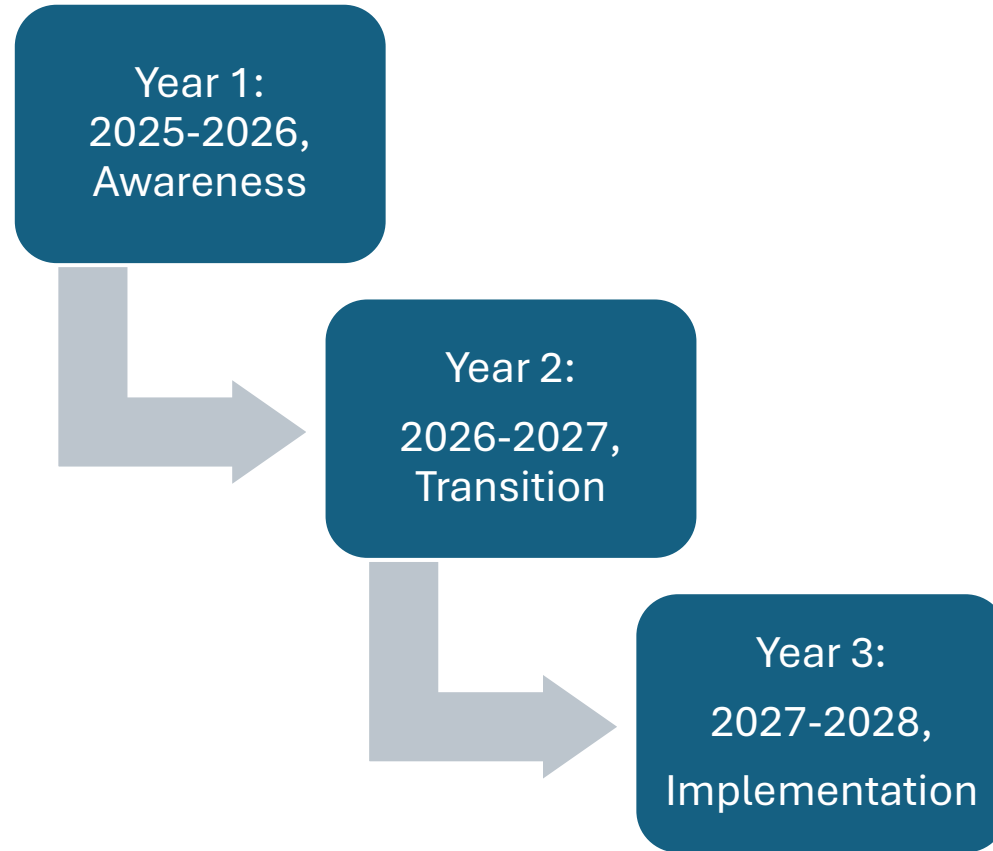 Year 1:
2025-2026,
Awareness
Year 2:
2026-2027,
Transition
Year 3:
2027-2028,
Implementation